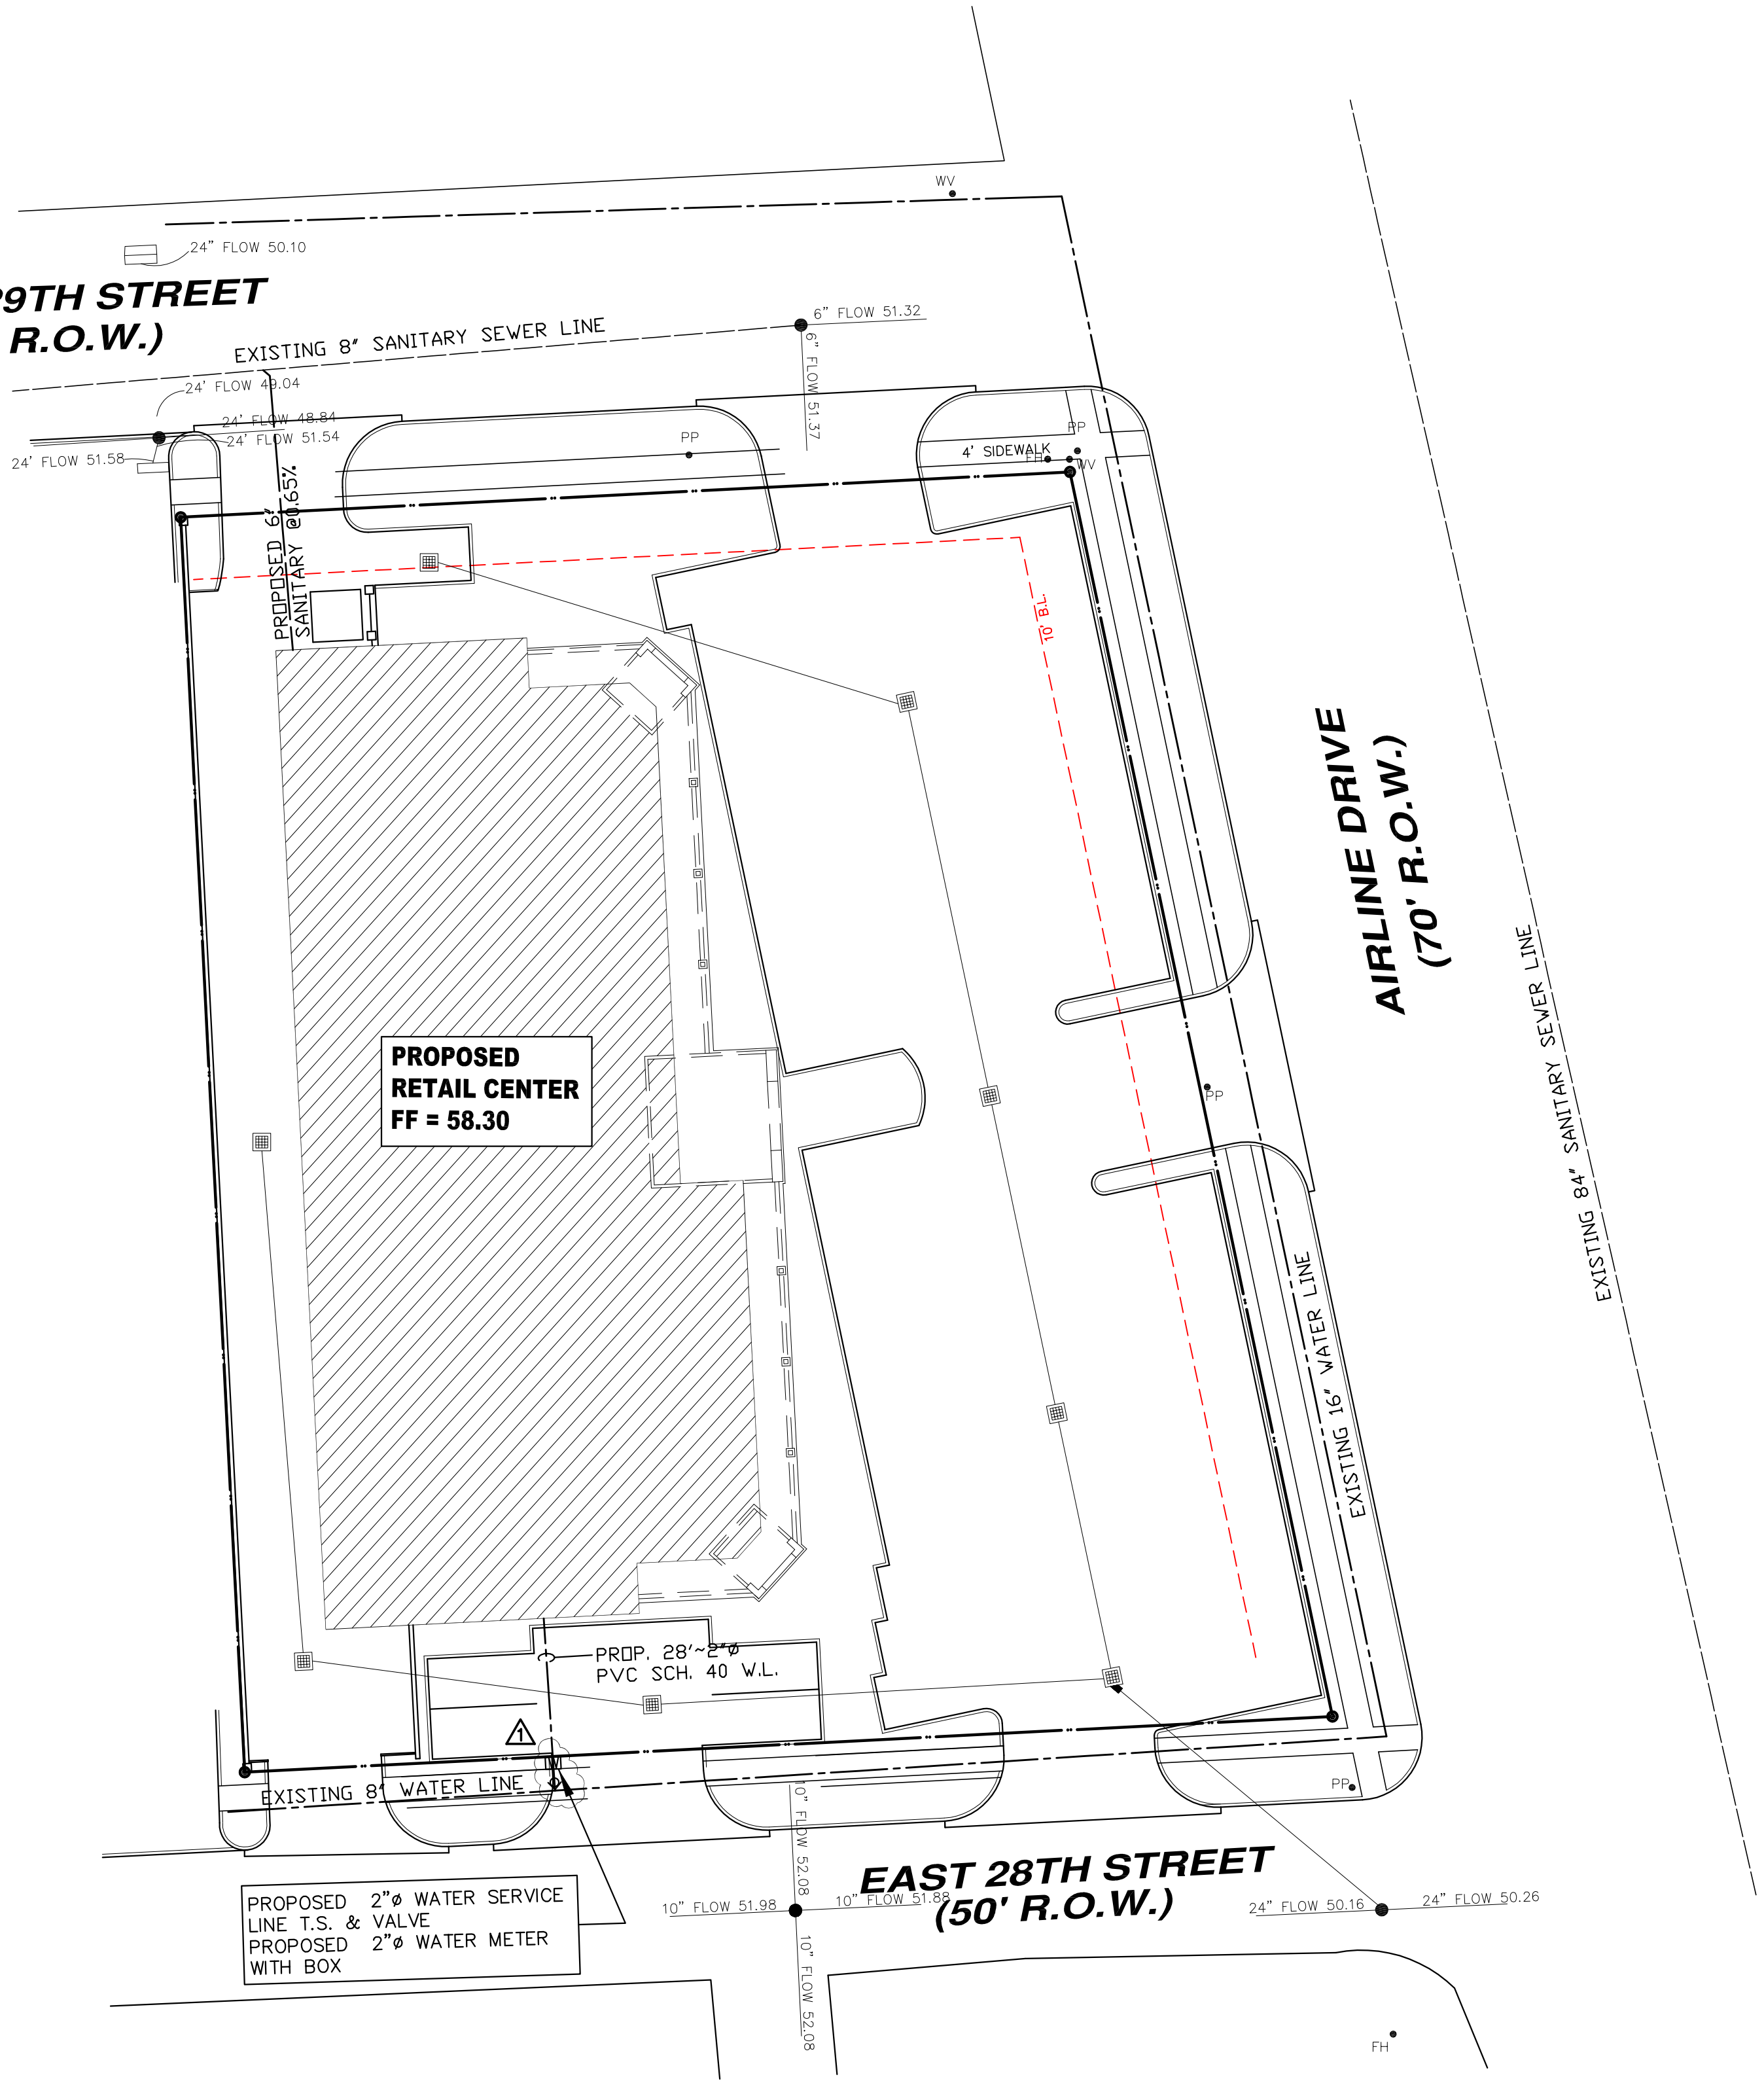 WV
24" FLOW 50.10
9TH STREET
R.O.W.)
6" FLOW 51.32
EXISTING 8" SANITARY SEWER LINE
6" FLOW 51.37
24' FLOW 49.04
24' FLOW 48.84
24' FLOW 51.54
24' FLOW 51.58
PP
PP
4' SIDEWALK
FH
WV
PROPOSED 6"
SANITARY @0.65%
10' B.L.
AIRLINE DRIVE
(70' R.O.W.)
EXISTING 84" SANITARY SEWER LINE
PROPOSED
RETAIL CENTER
FF = 58.30
PP
EXISTING 16" WATER LINE
PROP. 28'~2"ø
PVC SCH. 40 W.L.
1
M
EXISTING 8" WATER LINE
PP
10" FLOW 52.08
EAST 28TH STREET
(50' R.O.W.)
10" FLOW 51.98
10" FLOW 51.88
24" FLOW 50.16
24" FLOW 50.26
PROPOSED 2"ø WATER SERVICE
LINE T.S. & VALVE
PROPOSED 2"ø WATER METER
WITH BOX
10" FLOW 52.08
FH